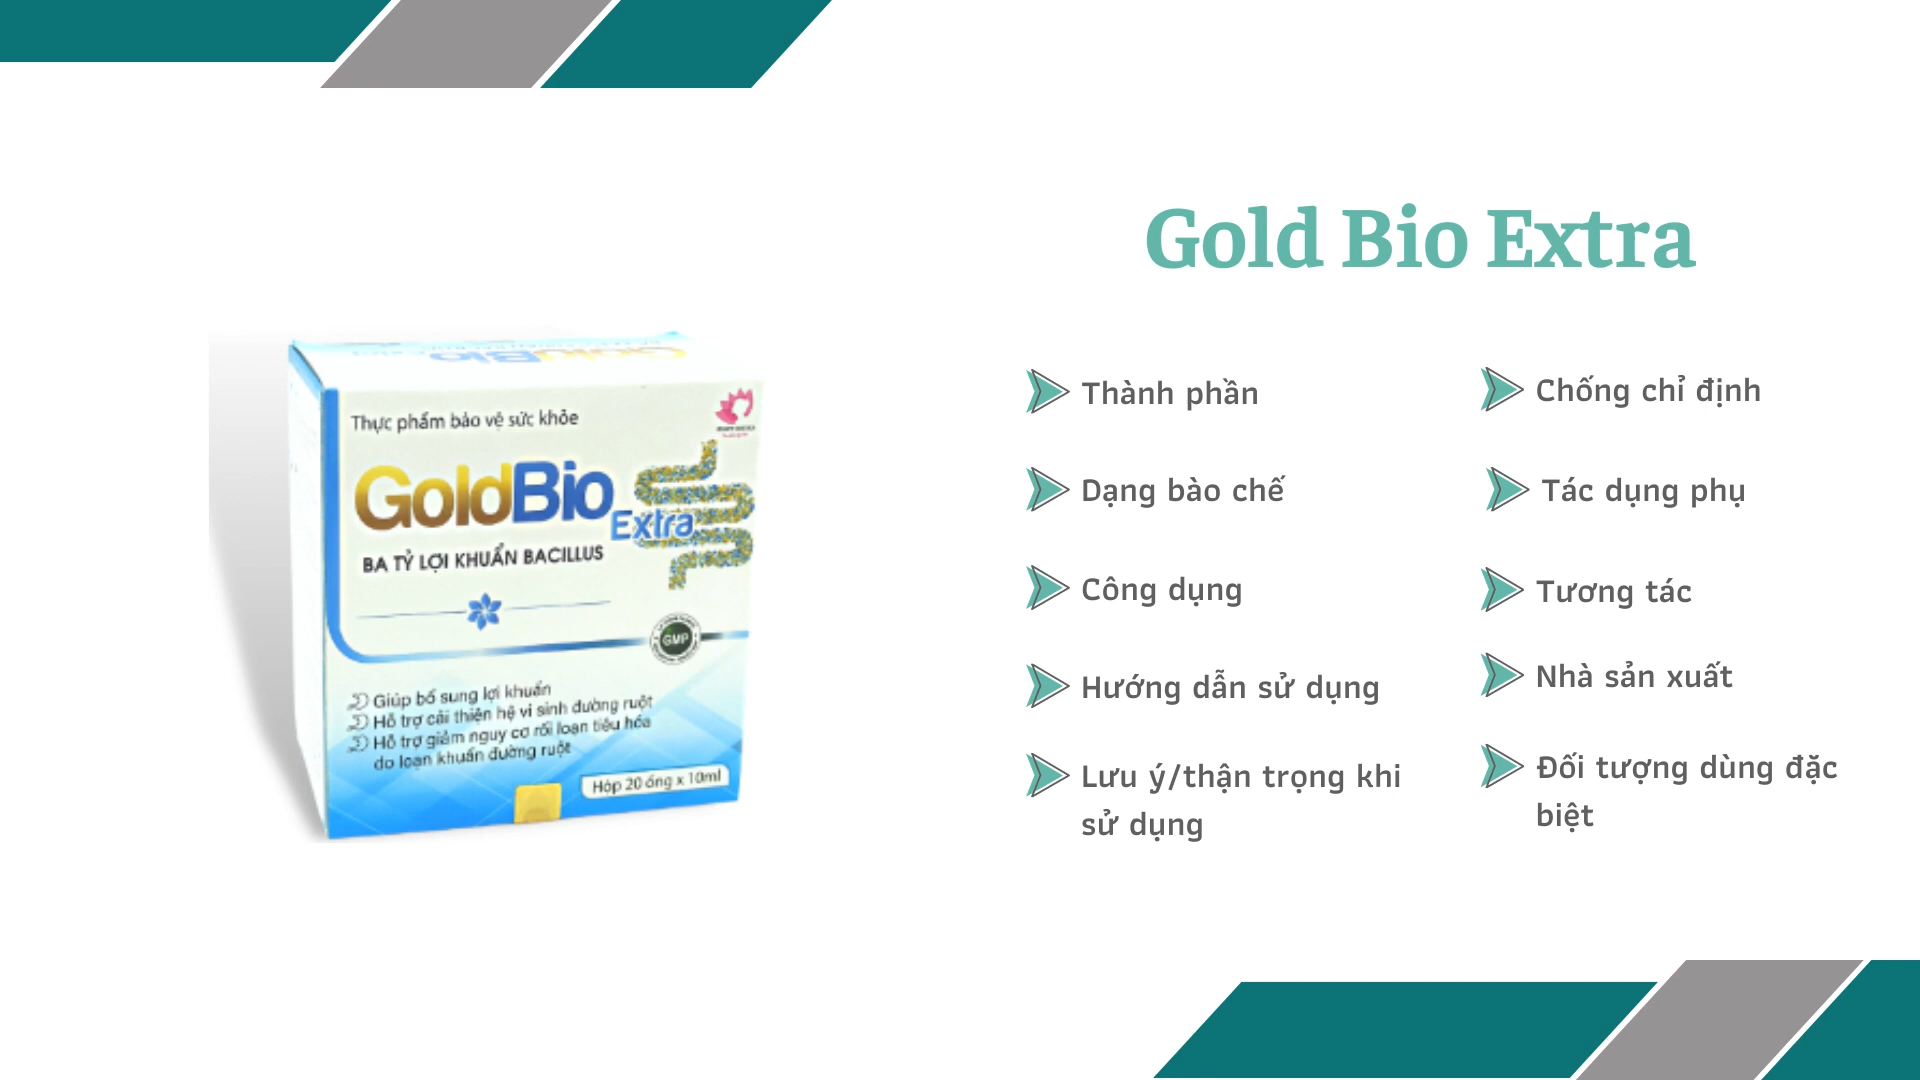 Gold Bio Extra
Thành phần
Dạng bào chế
Công dụng
Hướng dẫn sử dụng
Lưu ý/thận trọng khi
sử dụng
Chống chỉ định
Tác dụng phụ
Tương tác
Nhà sản xuất
Đối tượng dùng đặc
biệt
Thực phẩm bảo vệ sức khỏe
GoldBio
Extra
BA TỶ LỢI KHUẨN BACILLUS
GMP
Giúp bổ sung lợi khuẩn
Hỗ trợ cải thiện hệ vi sinh đường ruột
Hỗ trợ giảm nguy cơ rối loạn tiêu hóa
do loạn khuẩn đường ruột
Hộp 20 ống x 10ml